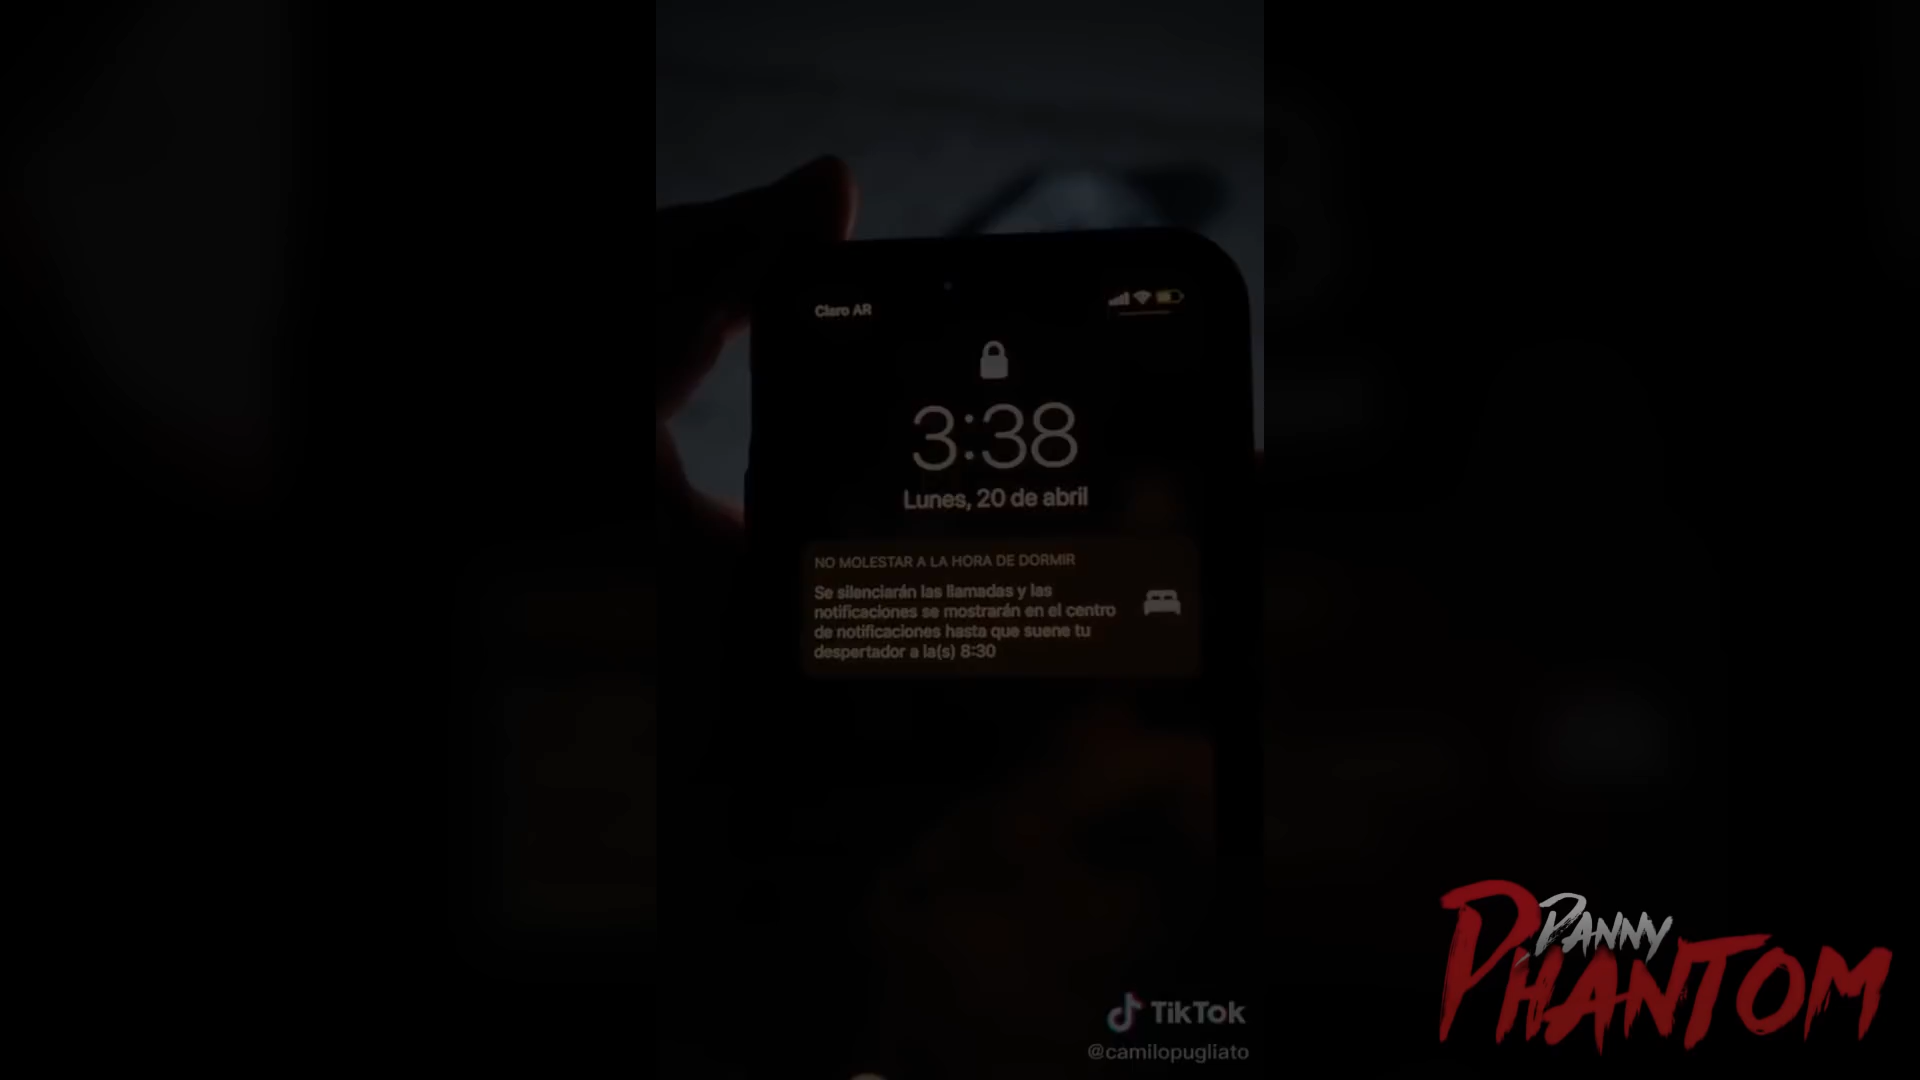 Claro AR
3:38
Lunes, 20 de abril
NO MOLESTAR A LA HORA DE DORMIR
Se silenciarán las llamadas y las
notificaciones se mostrarán en el centro
de notificaciones hasta que suene tu
despertador a la(s) 8:30
DANNY
PHANTOM
TikTok
@camilopugliato